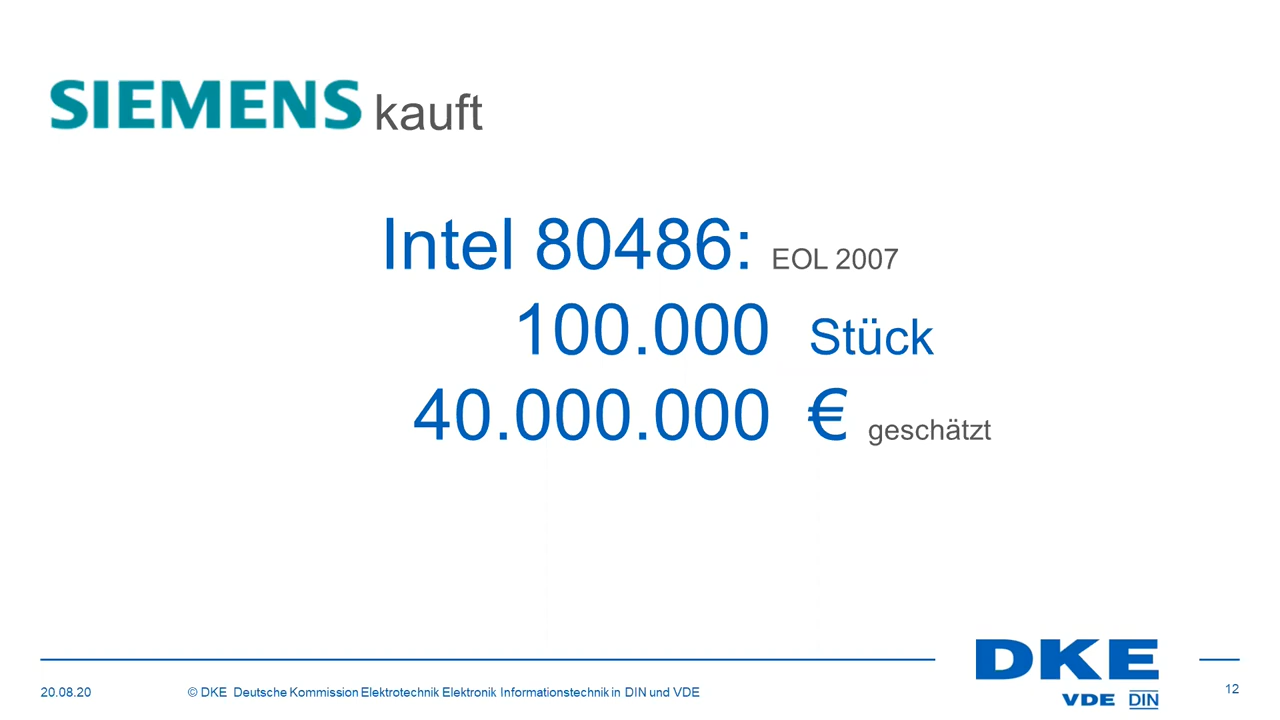 SIEMENS kauft
Intel 80486: EOL 2007
100.000 Stück
40.000.000 € geschätzt
DKE
VDE DIN
20.08.20 © DKE Deutsche Kommission Elektrotechnik Elektronik Informationstechnik in DIN und VDE 12